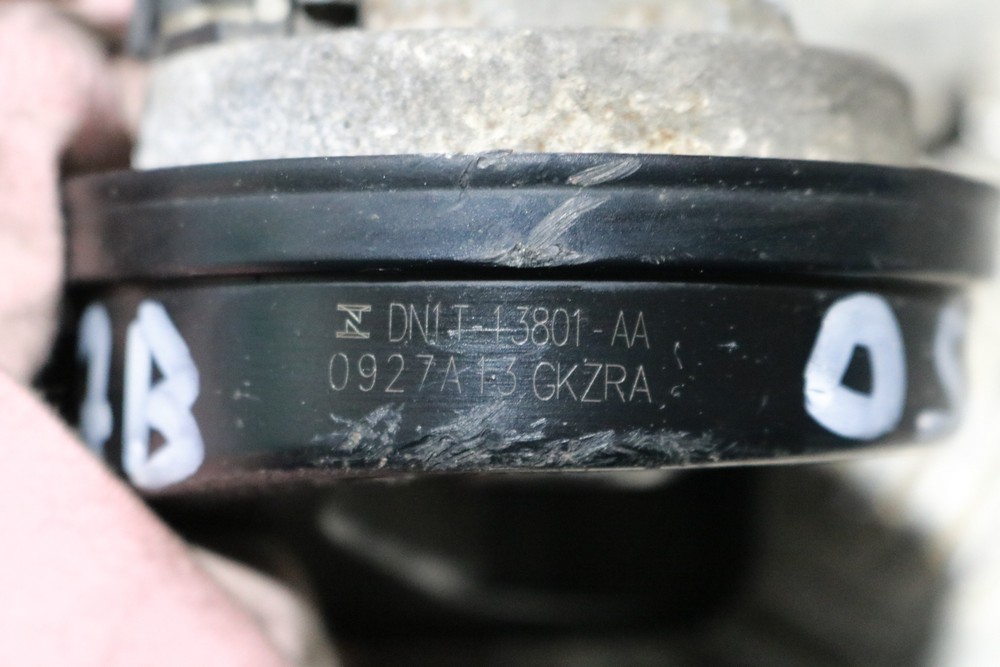 DN1T-13801-AA
0927A13 GKZRA
B O